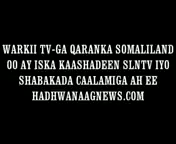 WARKII TV-GA QARANKA SOMALILAND
OO AY ISKA KAASHADEEN SLNTV IYO
SHABAKADA CAALAMIGA AH EE
HADHWANAAGNEWS.COM